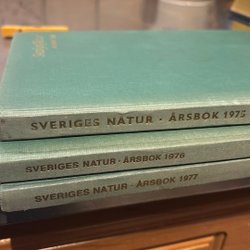 SVERIGES NATUR · ÅRSBOK 1975
SVERIGES NATUR · ÅRSBOK 1976
SVERIGES NATUR · ÅRSBOK 1977